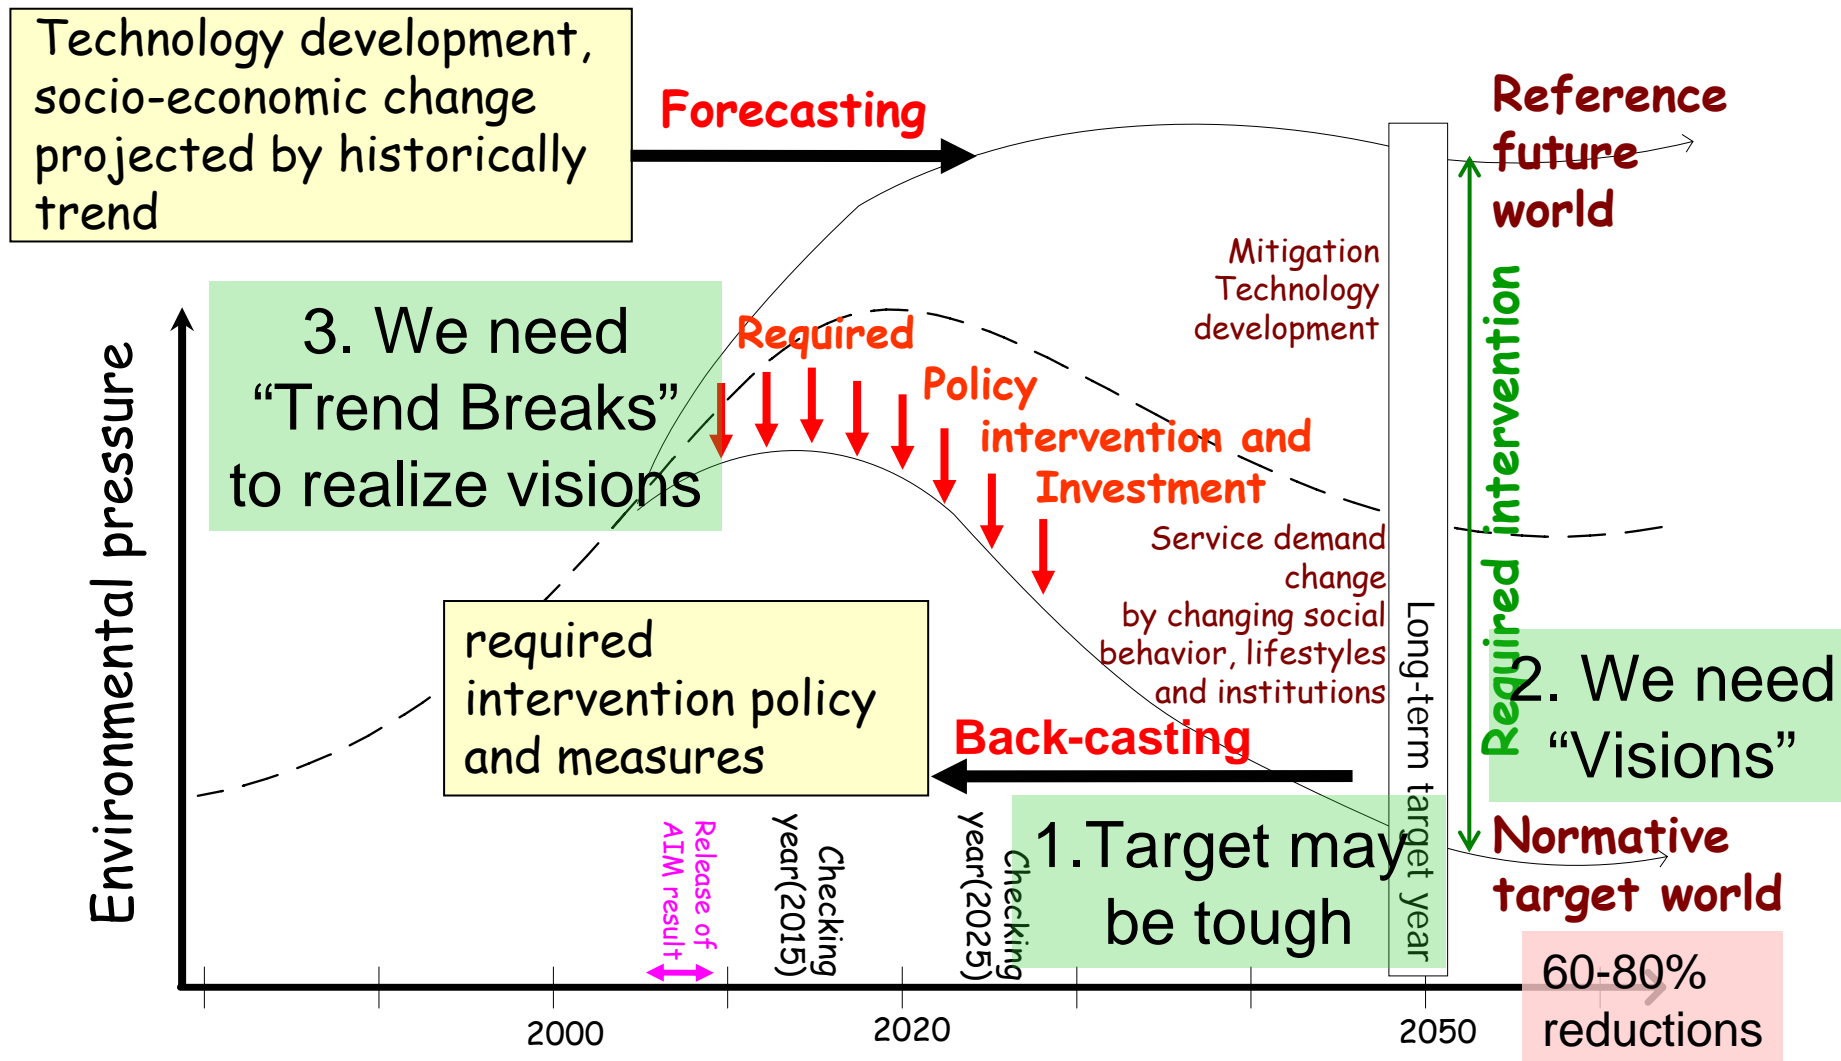 Technology development,
socio-economic change
projected by historically
trend
Forecasting
Reference
future
world
Mitigation
Technology
development
3. We need
“Trend Breaks”
to realize visions
Required
Policy
intervention and
Investment
Environmental pressure
Required intervention
Service demand
change
by changing social
behavior, lifestyles
and institutions
Long-term target year
2. We need
“Visions”
required
intervention policy
and measures
Back-casting
1.Target may
be tough
Normative
target world
Release of
AIM result
Checking
year(2015)
Checking
year(2025)
60-80%
reductions
2000
2020
2050